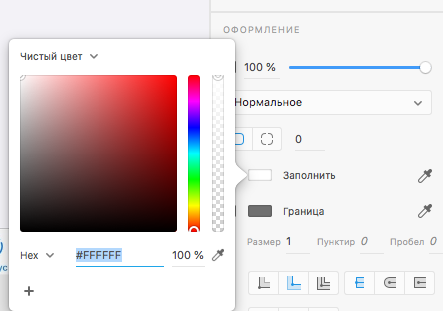 ОФОРМЛЕНИЕ
Чистый цвет
100 %
Нормальное
0
Заполнить
Граница
Размер 1 Пунктир 0 Пробел 0
Hex #FFFFFF 100 %
+